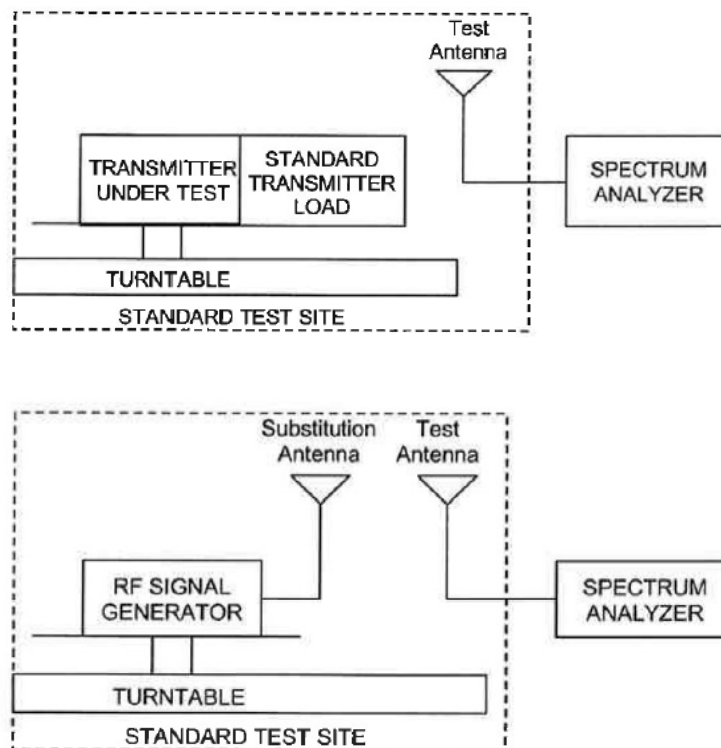 Test
Antenna
TRANSMITTER
UNDER TEST
STANDARD
TRANSMITTER
LOAD
SPECTRUM
ANALYZER
TURNTABLE
STANDARD TEST SITE
Substitution
Antenna
Test
Antenna
RF SIGNAL
GENERATOR
SPECTRUM
ANALYZER
TURNTABLE
STANDARD TEST SITE